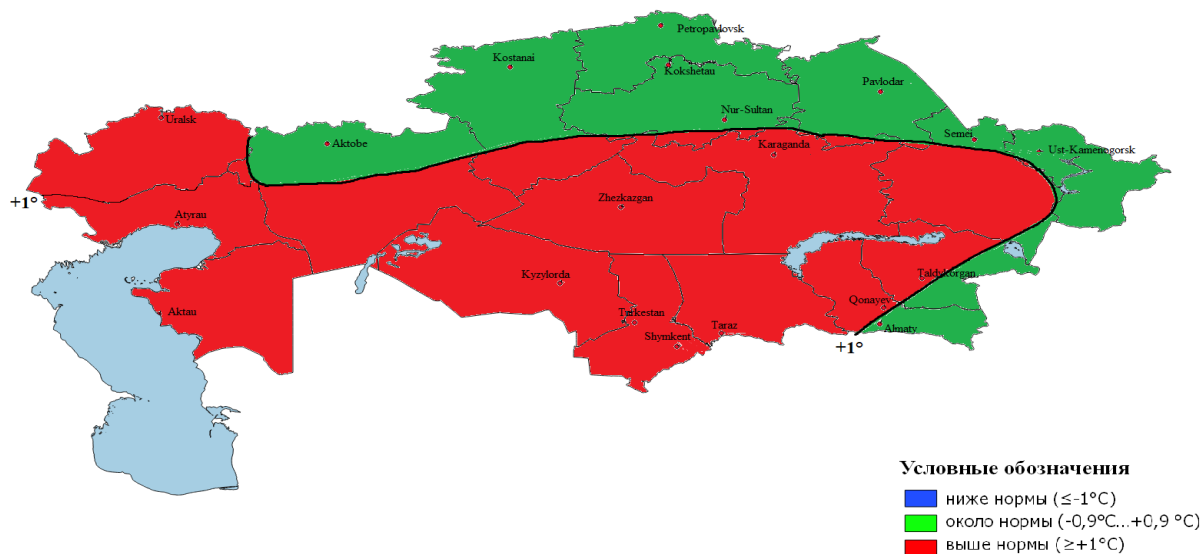 Petropavlovsk
Kostanai
Kokshetau
Pavlodar
Uralsk
Nur-Sultan
Aktobe
Semei
Karaganda
Ust-Kamenogorsk
+1°
Zhezkazgan
Atyrau
Taldykorgan
Kyzylorda
Qonayev
Aktau
Turkestan
Almaty
Taraz
Shymkent
+1°
Условные обозначения
ниже нормы (≤-1°C)
около нормы (-0,9°C...+0,9 °C)
выше нормы (≥+1°C)